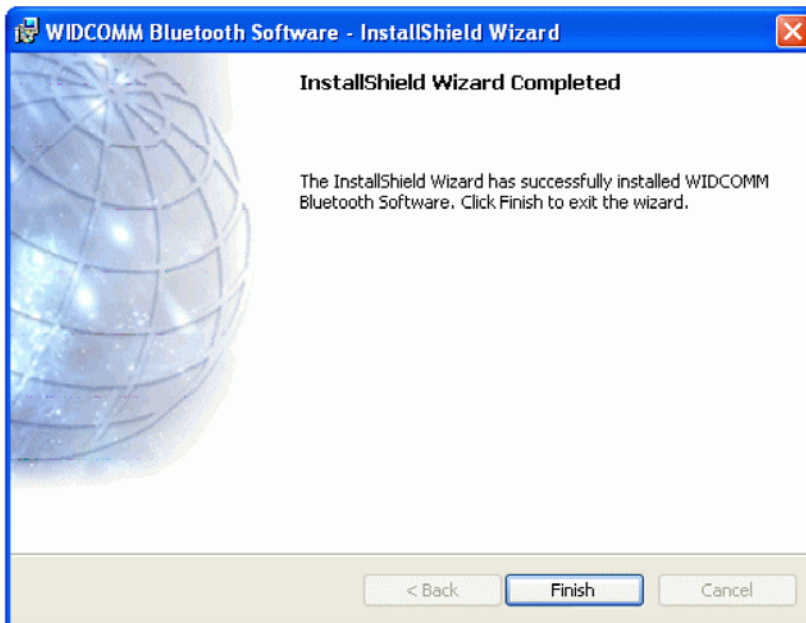 WIDCOMM Bluetooth Software - InstallShield Wizard
InstallShield Wizard Completed
The InstallShield Wizard has successfully installed WIDCOMM
Bluetooth Software. Click Finish to exit the wizard.
< Back
Finish
Cancel